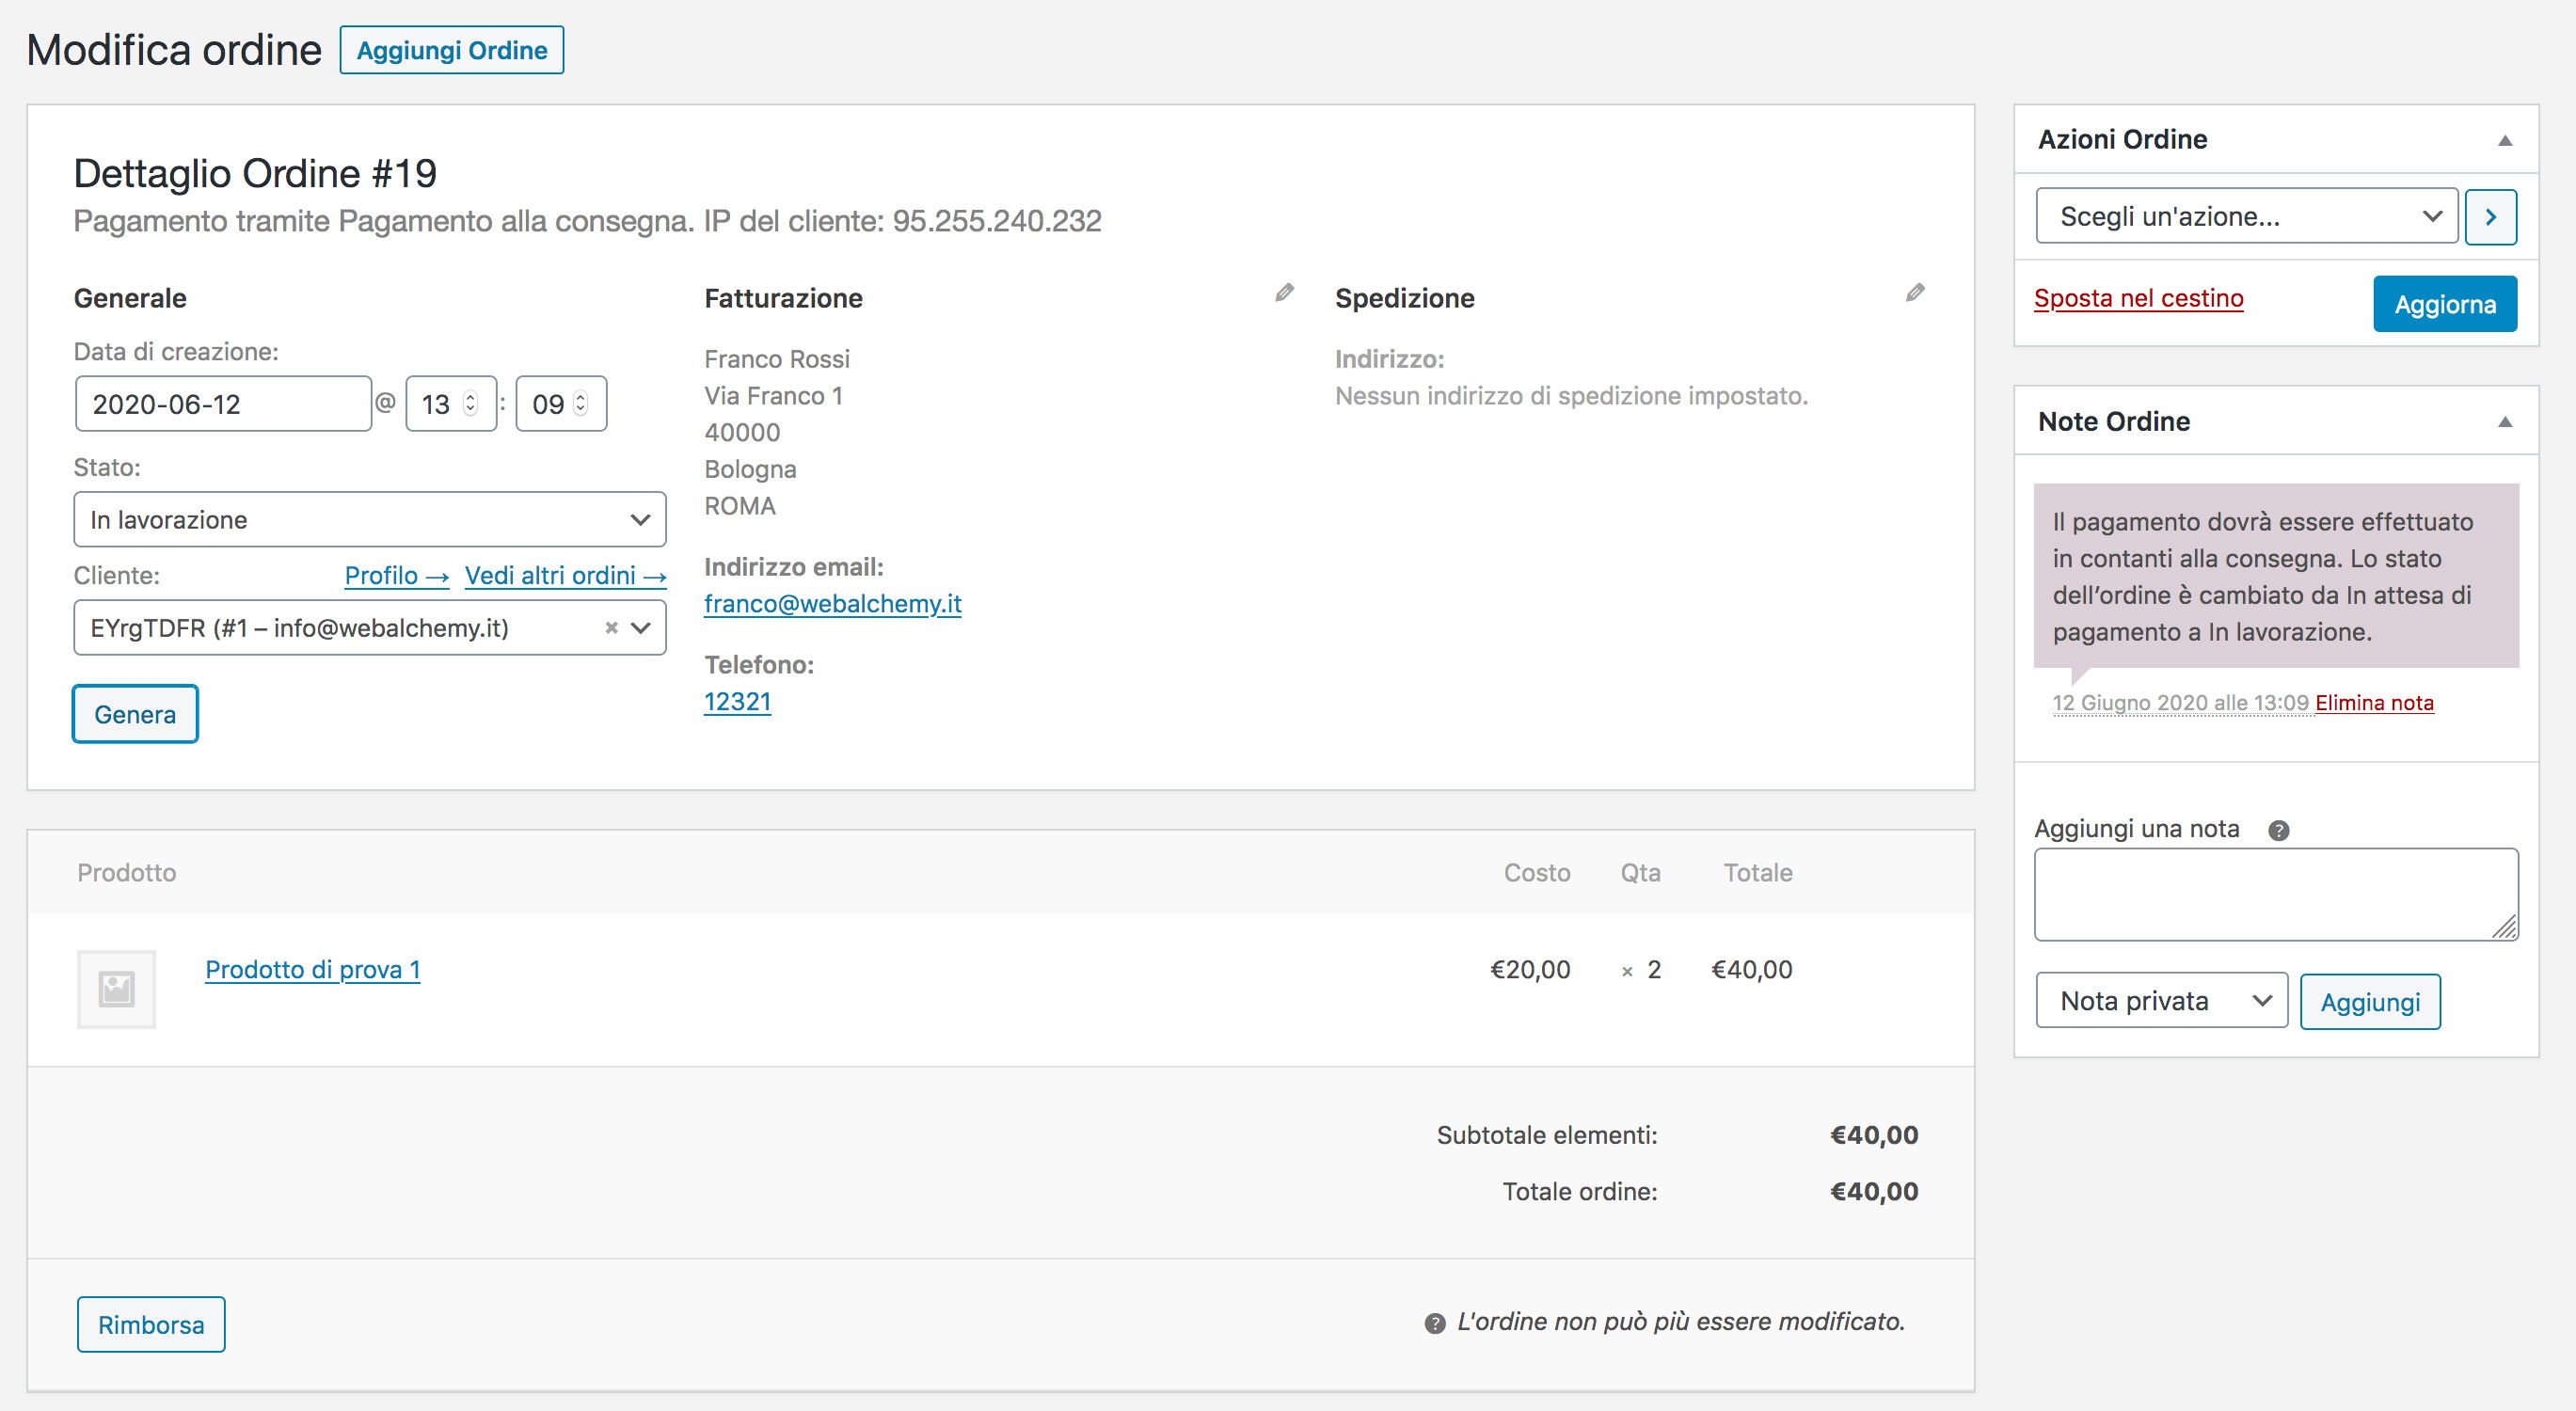 Modifica ordine
Aggiungi Ordine
Dettaglio Ordine #19
Pagamento tramite Pagamento alla consegna. IP del cliente: 95.255.240.232
Generale
Data di creazione:
2020-06-12 @ 13 : 09
Stato:
In lavorazione
Cliente: Profilo → Vedi altri ordini →
EYrgTDFR (#1 – info@webalchemy.it) × 
Genera
Fatturazione
Franco Rossi
Via Franco 1
40000
Bologna
ROMA
Indirizzo email:
franco@webalchemy.it
Telefono:
12321
Spedizione
Indirizzo:
Nessun indirizzo di spedizione impostato.
Prodotto Costo Qta Totale
Prodotto di prova 1 €20,00 × 2 €40,00
Subtotale elementi: €40,00
Totale ordine: €40,00
Rimborsa
? L'ordine non può più essere modificato.
Azioni Ordine
Scegli un'azione...
Sposta nel cestino
Aggiorna
Note Ordine
Il pagamento dovrà essere effettuato
in contanti alla consegna. Lo stato
dell’ordine è cambiato da In attesa di
pagamento a In lavorazione.
12 Giugno 2020 alle 13:09 Elimina nota
Aggiungi una nota ?
Nota privata
Aggiungi